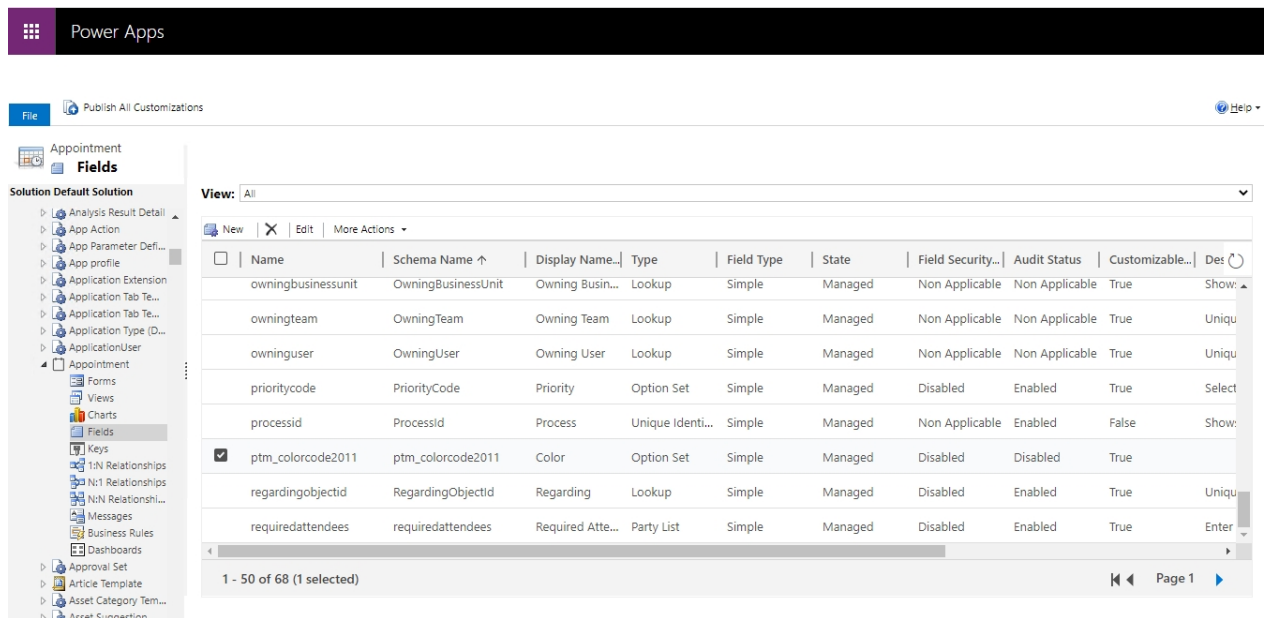 Power Apps
File
Publish All Customizations
Help
Appointment
Fields
Solution Default Solution
Analysis Result Detail
App Action
App Parameter Defi...
App profile
Application Extension
Application Tab Te...
Application Tab Te...
Application Type (D...
ApplicationUser
Appointment
Forms
Views
Charts
Fields
Keys
1:N Relationships
N:1 Relationships
N:N Relationshi...
Messages
Business Rules
Dashboards
Approval Set
Article Template
Asset Category Tem...
Asset Suggestion
View: All
New Edit More Actions
Name Schema Name Display Name... Type Field Type State Field Security... Audit Status Customizable... Des
owningbusinessunit OwningBusinessUnit Owning Busin... Lookup Simple Managed Non Applicable Non Applicable True Show
owningteam OwningTeam Owning Team Lookup Simple Managed Non Applicable Non Applicable True Uniqu
owninguser OwningUser Owning User Lookup Simple Managed Non Applicable Non Applicable True Uniqu
prioritycode PriorityCode Priority Option Set Simple Managed Disabled Enabled True Select
processid ProcessId Process Unique Identi... Simple Managed Non Applicable Enabled False Show
ptm_colorcode2011 ptm_colorcode2011 Color Option Set Simple Managed Disabled Disabled True
regardingobjectid RegardingObjectId Regarding Lookup Simple Managed Disabled Enabled True Uniqu
requiredattendees requiredattendees Required Atte... Party List Simple Managed Disabled Enabled True Enter
1 - 50 of 68 (1 selected) Page 1